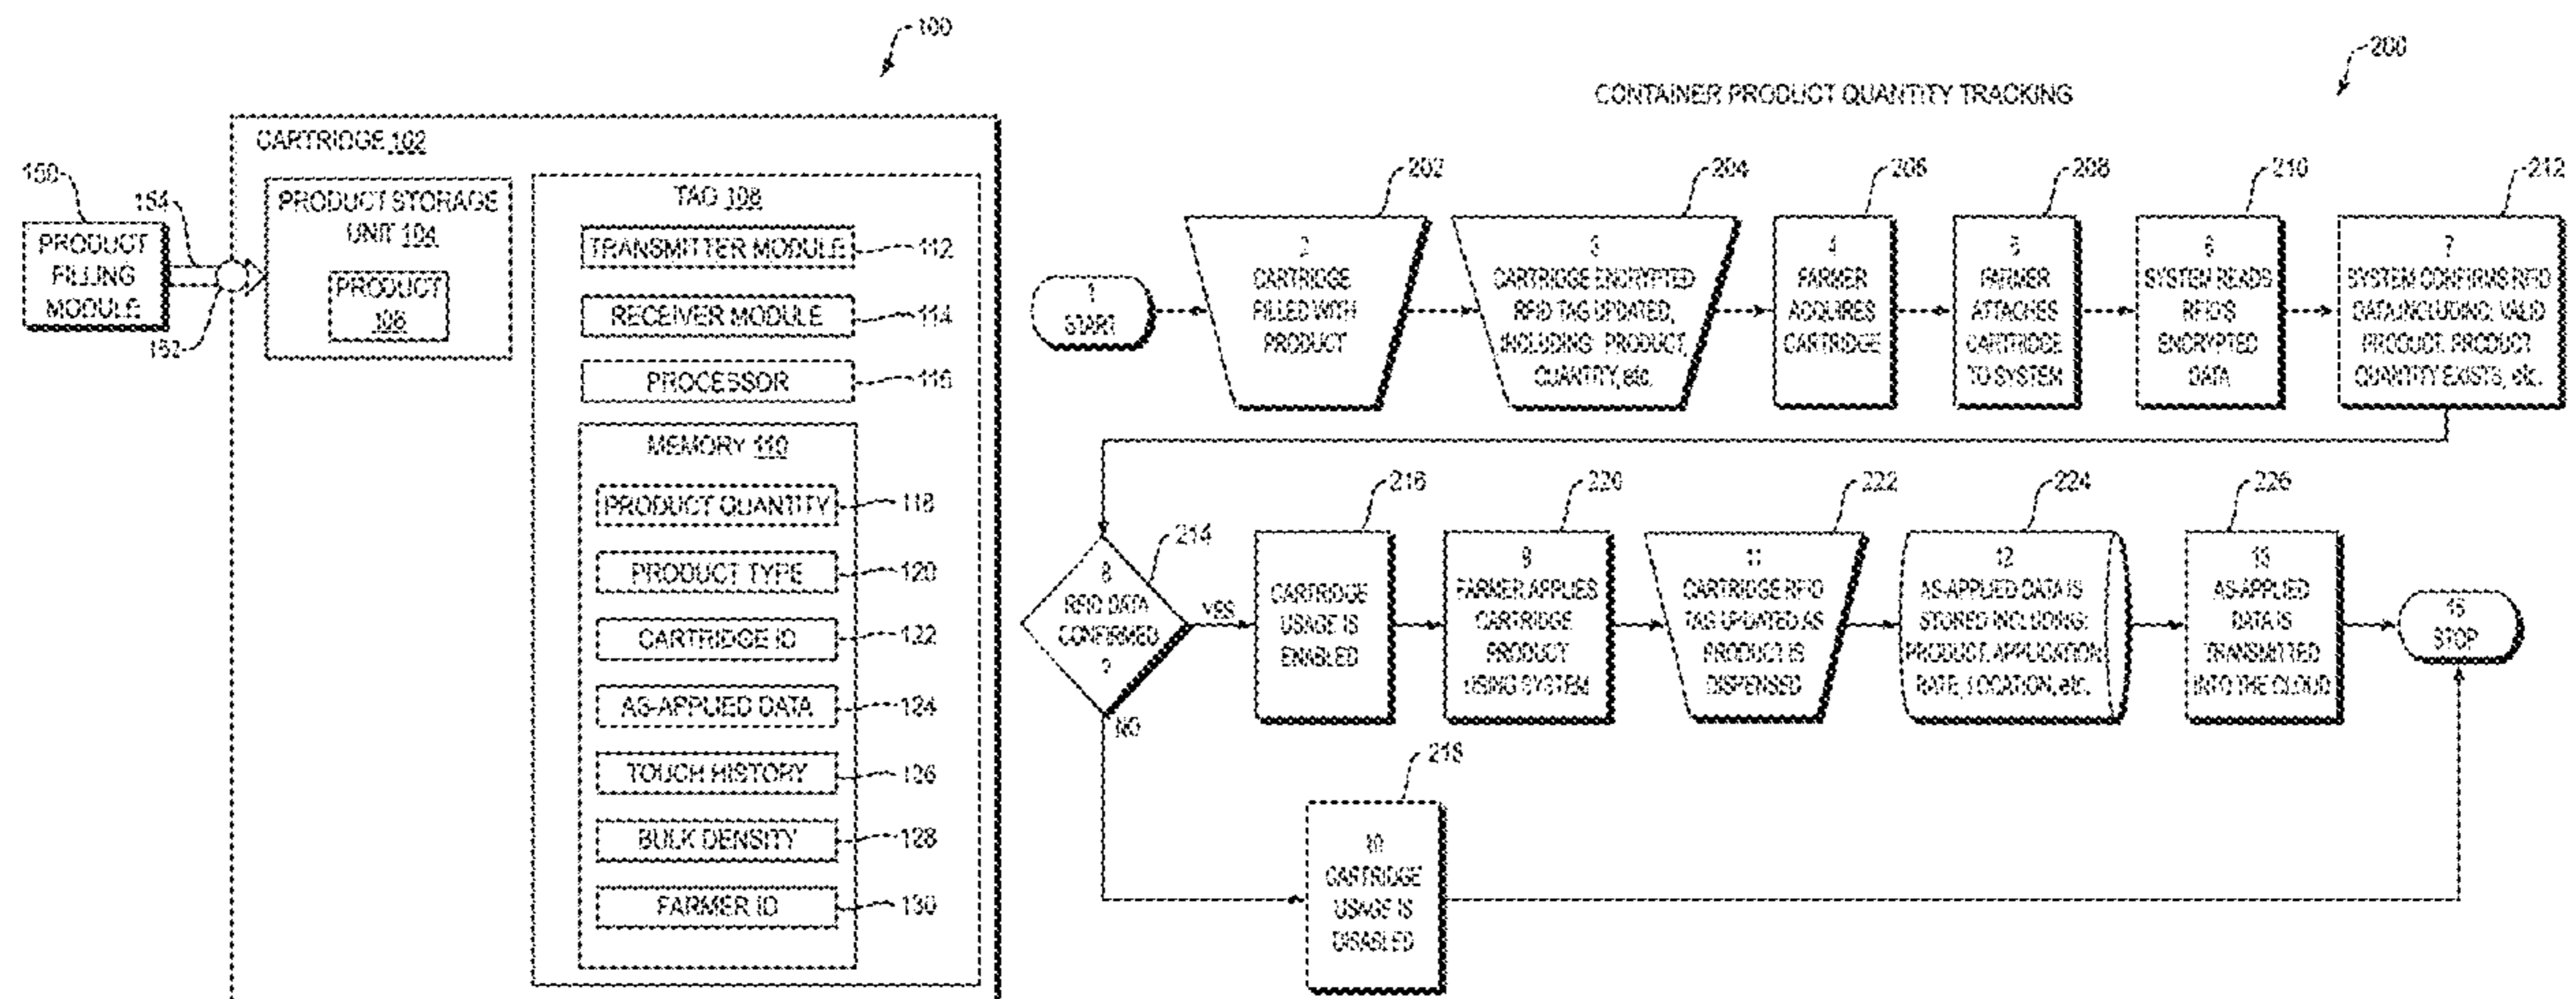 100
CARTRIDGE 102
150
154
152
PRODUCT
FILLING
MODULE
PRODUCT STORAGE
UNIT 104
PRODUCT
106
TAG 108
TRANSMITTER MODULE
112
RECEIVER MODULE
114
PROCESSOR
116
MEMORY 110
PRODUCT QUANTITY
118
PRODUCT TYPE
120
CARTRIDGE ID
122
AS-APPLIED DATA
124
TOUCH HISTORY
126
BULK DENSITY
128
FARMER ID
130
200
CONTAINER PRODUCT QUANTITY TRACKING
1
START
202
2
CARTRIDGE
FILLED WITH
PRODUCT
204
3
CARTRIDGE ENCRYPTED
RFID TAG UPDATED,
INCLUDING: PRODUCT,
QUANTITY, etc.
206
4
FARMER
ACQUIRES
CARTRIDGE
208
5
FARMER
ATTACHES
CARTRIDGE
TO SYSTEM
210
6
SYSTEM READS
RFID'S
ENCRYPTED
DATA
212
7
SYSTEM CONFIRMS RFID
DATA,INCLUDING: VALID
PRODUCT, PRODUCT
QUANTITY EXISTS, etc.
214
8
RFID DATA
CONFIRMED
?
YES
NO
216
CARTRIDGE
USAGE IS
ENABLED
220
9
FARMER APPLIES
CARTRIDGE
PRODUCT
USING SYSTEM
222
11
CARTRIDGE RFID
TAG UPDATED AS
PRODUCT IS
DISPENSED
224
12
AS-APPLIED DATA IS
STORED INCLUDING:
PRODUCT, APPLICATION
RATE, LOCATION, etc.
226
13
AS-APPLIED
DATA IS
TRANSMITTED
INTO THE CLOUD
STOP
218
10
CARTRIDGE
USAGE IS
DISABLED